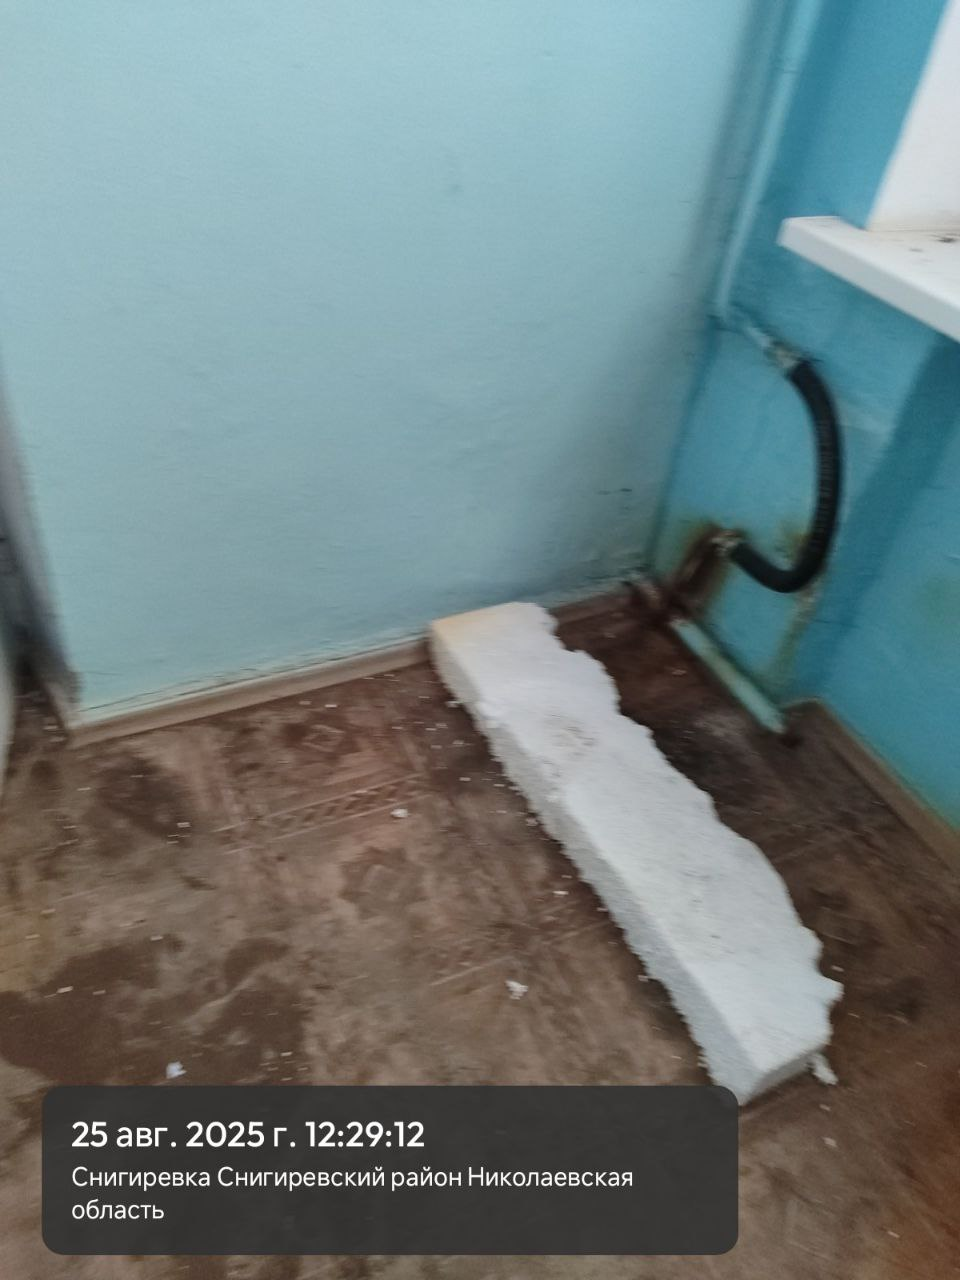 25 авг. 2025 г. 12:29:12
Снигиревка Снигиревский район Николаевская
область